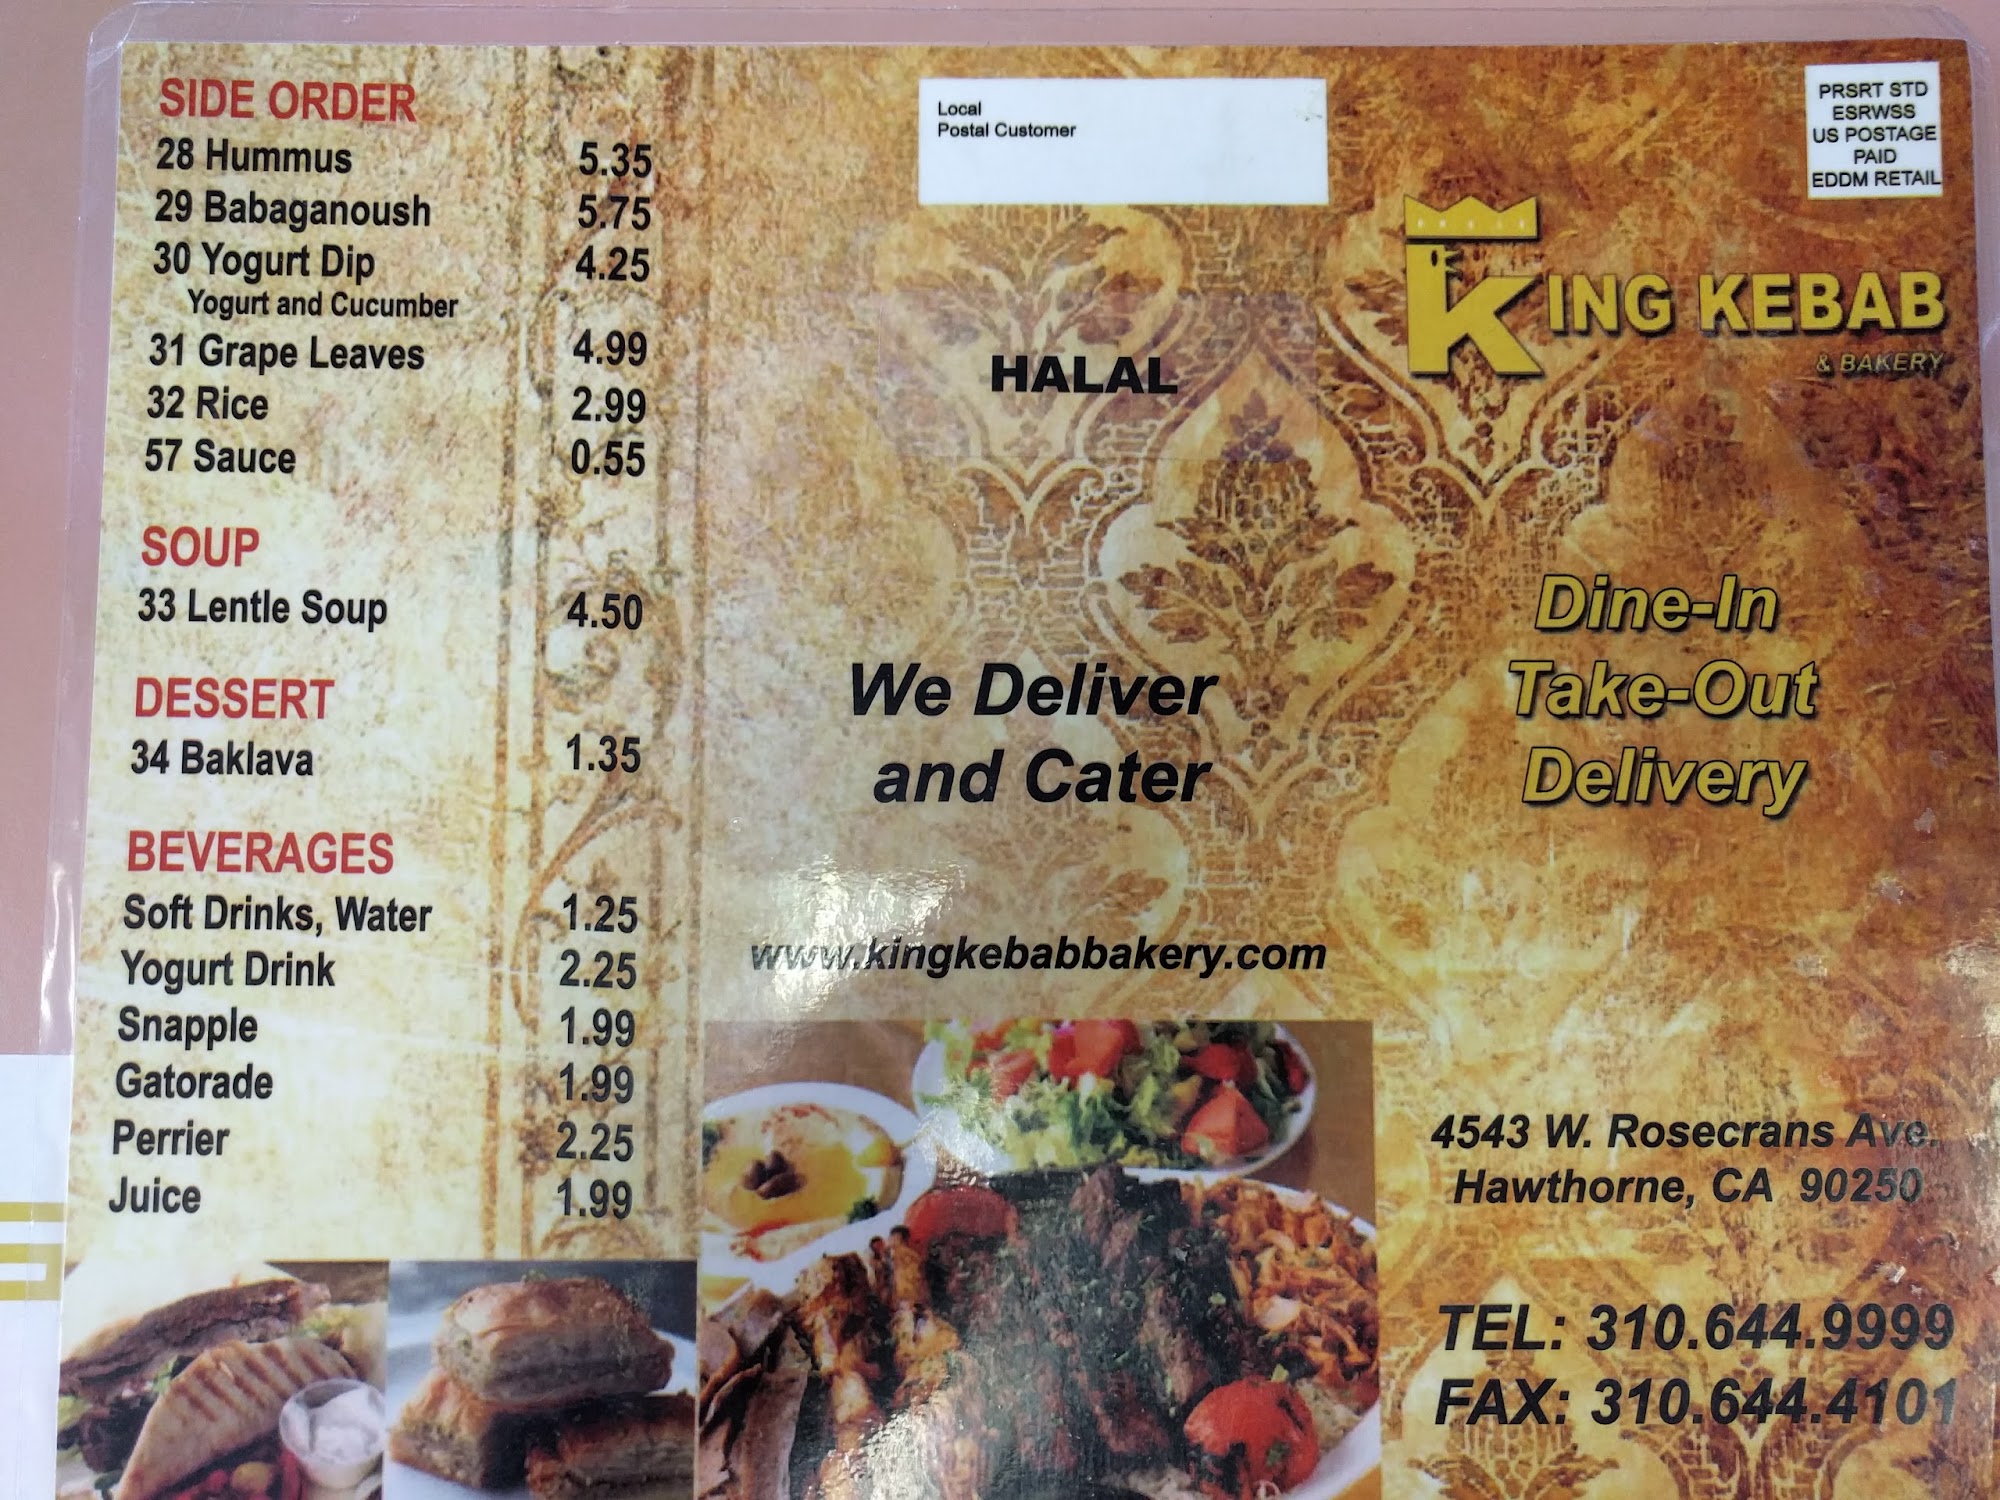 SIDE ORDER
28 Hummus 5.35
29 Babaganoush 5.75
30 Yogurt Dip 4.25
Yogurt and Cucumber
31 Grape Leaves 4.99
32 Rice 2.99
57 Sauce 0.55
SOUP
33 Lentle Soup 4.50
DESSERT
34 Baklava 1.35
BEVERAGES
Soft Drinks, Water 1.25
Yogurt Drink 2.25
Snapple 1.99
Gatorade 1.99
Perrier 2.25
Juice 1.99
Local
Postal Customer
HALAL
We Deliver
and Cater
www.kingkebabbakery.com
PRSRT STD
ESRWSS
US POSTAGE
PAID
EDDM RETAIL
KING KEBAB
& BAKERY
Dine-In
Take-Out
Delivery
4543 W. Rosecrans Ave.
Hawthorne, CA 90250
TEL: 310.644.9999
FAX: 310.644.4101